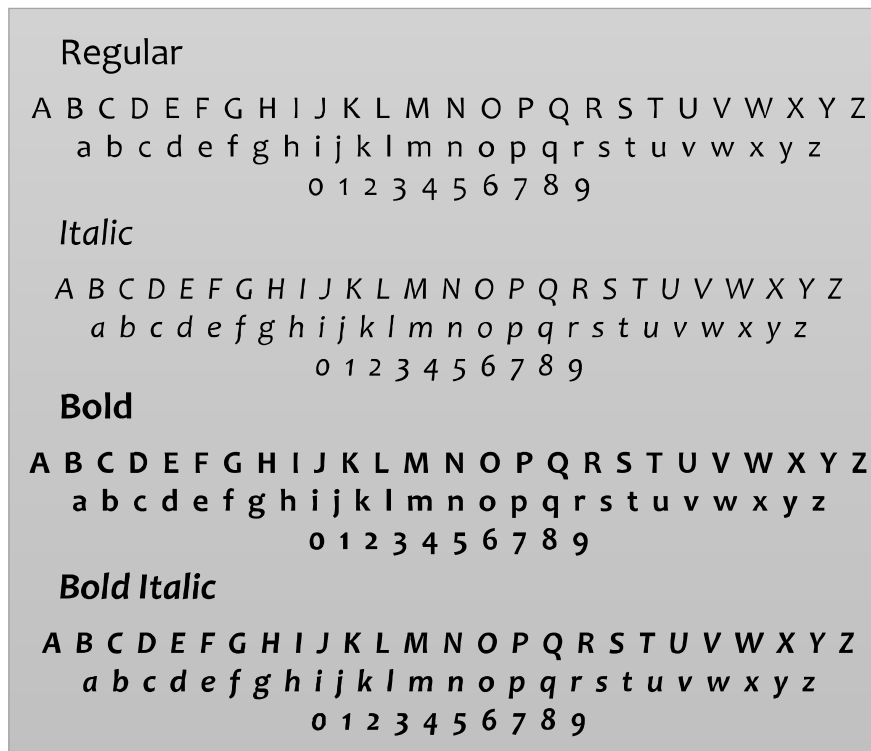 Regular
A B C D E F G H I J K L M N O P Q R S T U V W X Y Z
a b c d e f g h i j k l m n o p q r s t u v w x y z
0 1 2 3 4 5 6 7 8 9
Italic
A B C D E F G H I J K L M N O P Q R S T U V W X Y Z
a b c d e f g h i j k l m n o p q r s t u v w x y z
0 1 2 3 4 5 6 7 8 9
Bold
A B C D E F G H I J K L M N O P Q R S T U V W X Y Z
a b c d e f g h i j k l m n o p q r s t u v w x y z
0 1 2 3 4 5 6 7 8 9
Bold Italic
A B C D E F G H I J K L M N O P Q R S T U V W X Y Z
a b c d e f g h i j k l m n o p q r s t u v w x y z
0 1 2 3 4 5 6 7 8 9